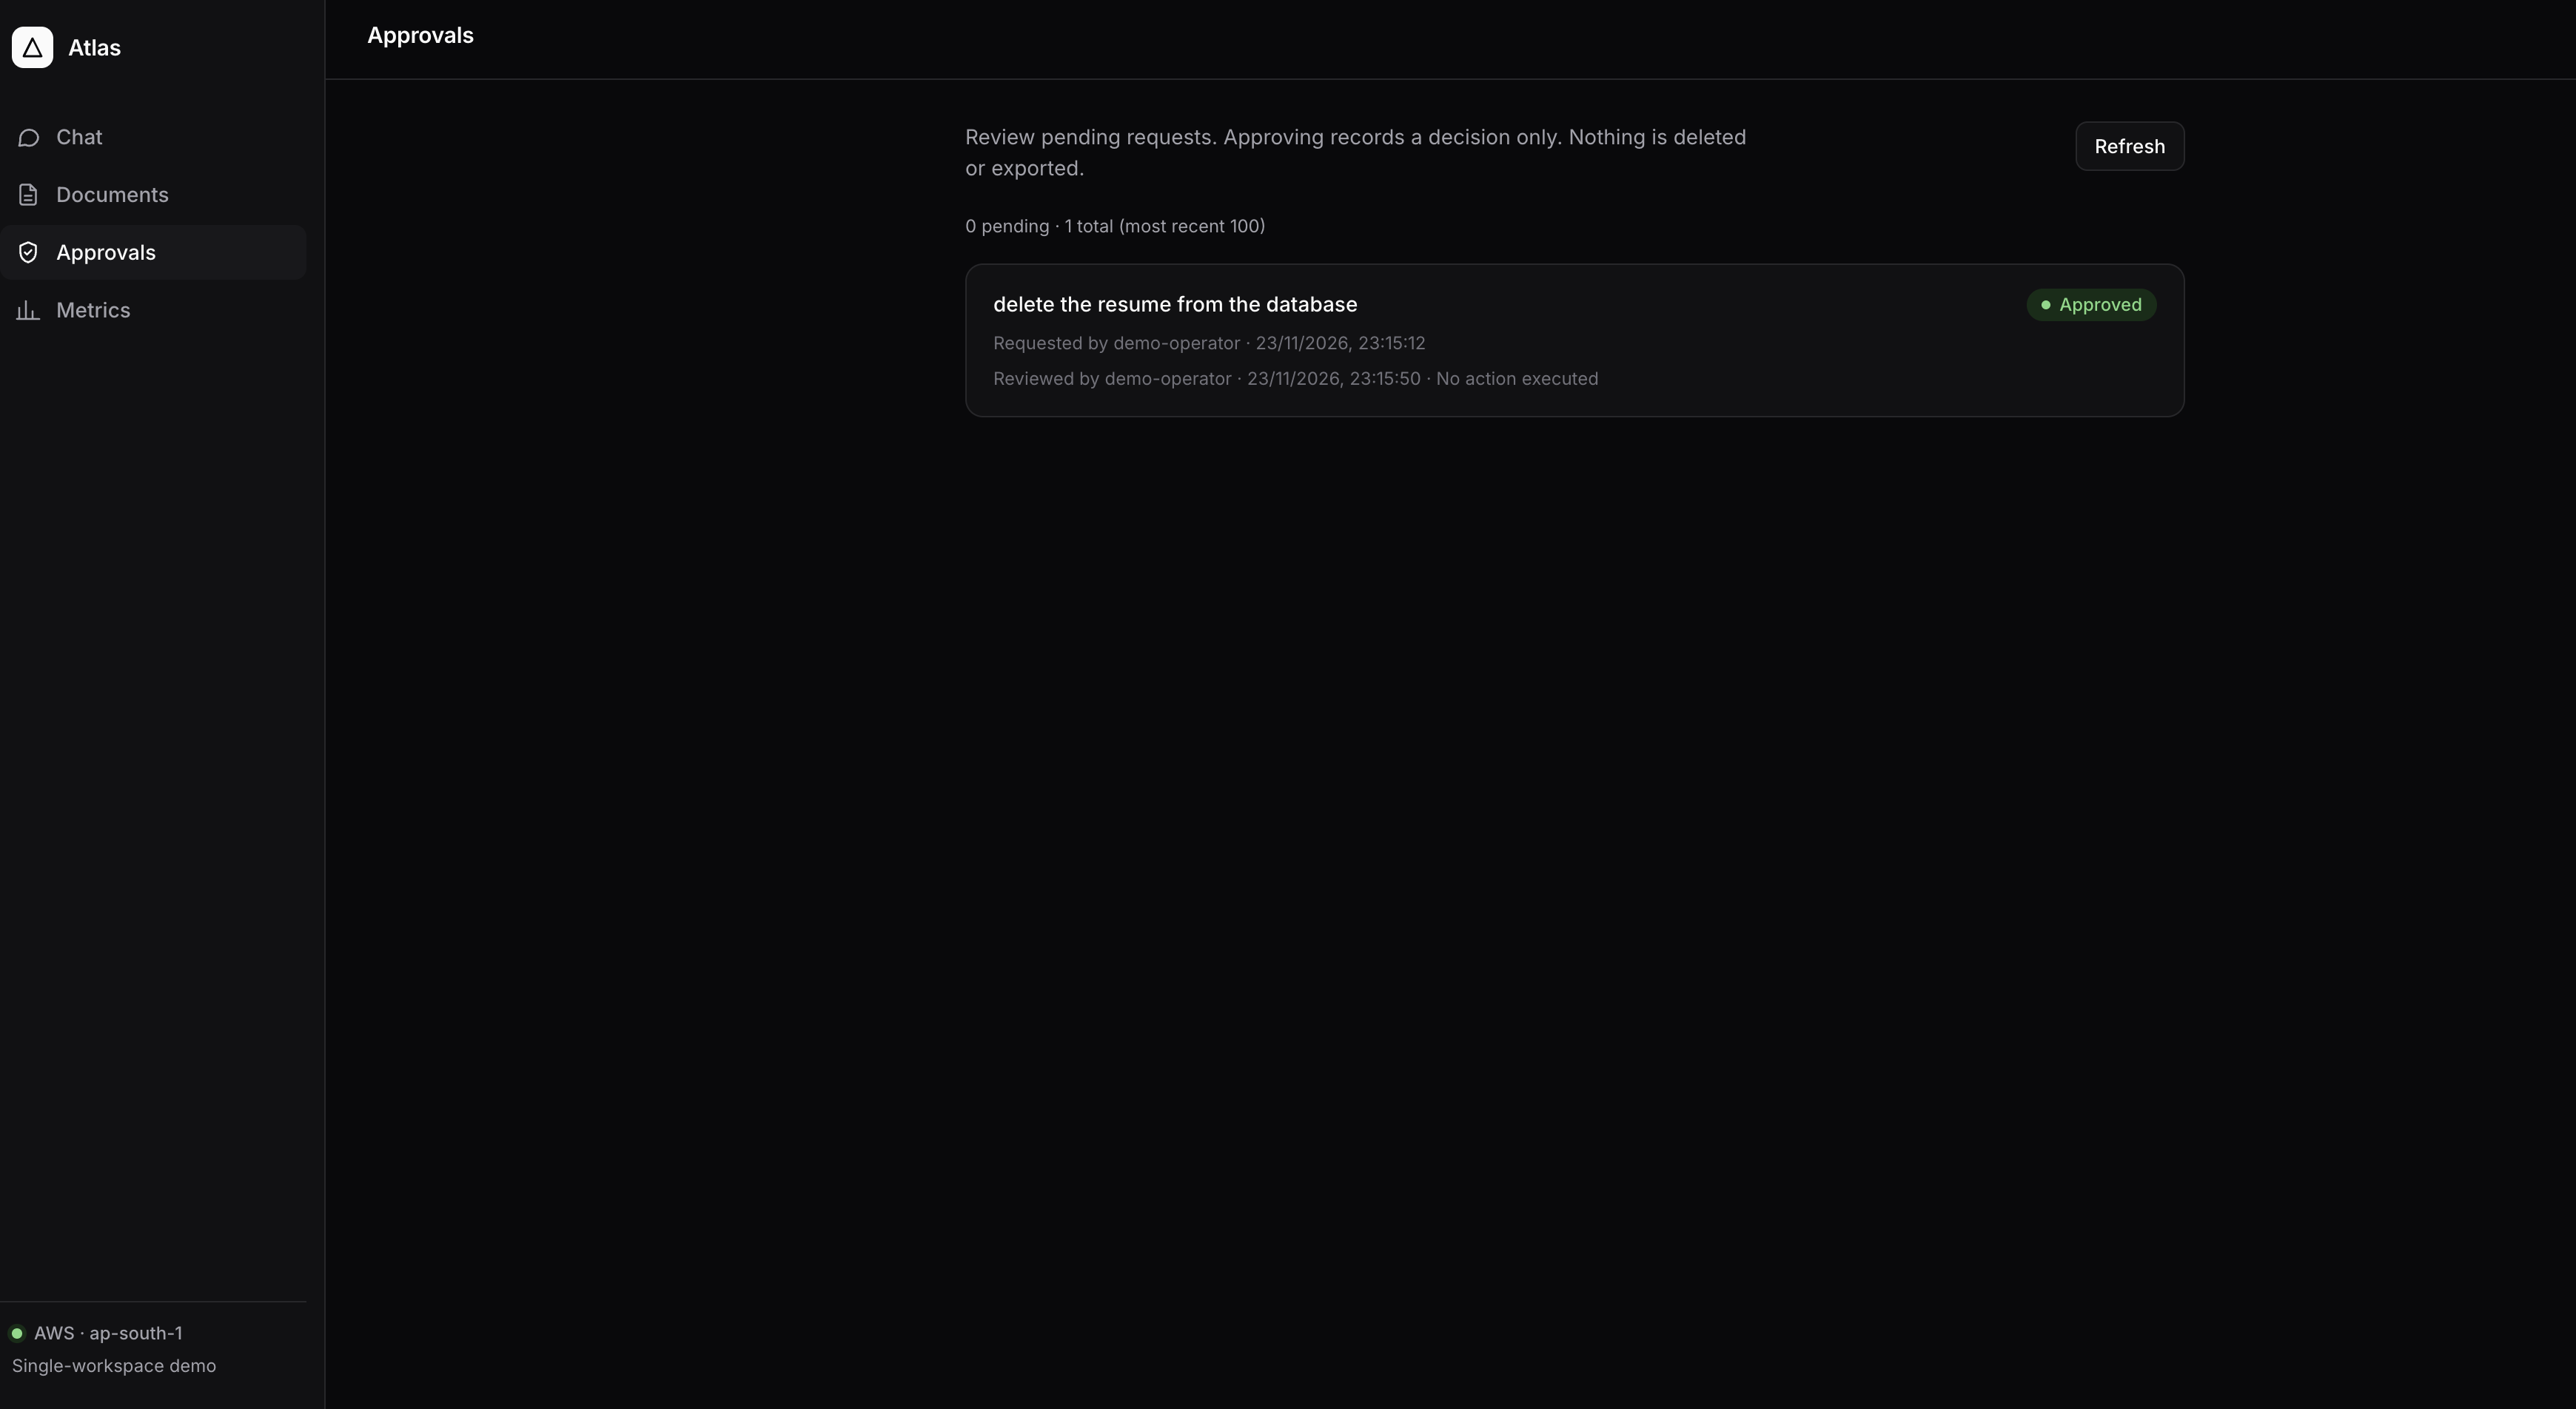 Atlas
Chat
Documents
Approvals
Metrics
AWS · ap-south-1
Single-workspace demo
Approvals
Review pending requests. Approving records a decision only. Nothing is deleted
or exported.
Refresh
0 pending · 1 total (most recent 100)
delete the resume from the database
Approved
Requested by demo-operator · 23/11/2026, 23:15:12
Reviewed by demo-operator · 23/11/2026, 23:15:50 · No action executed